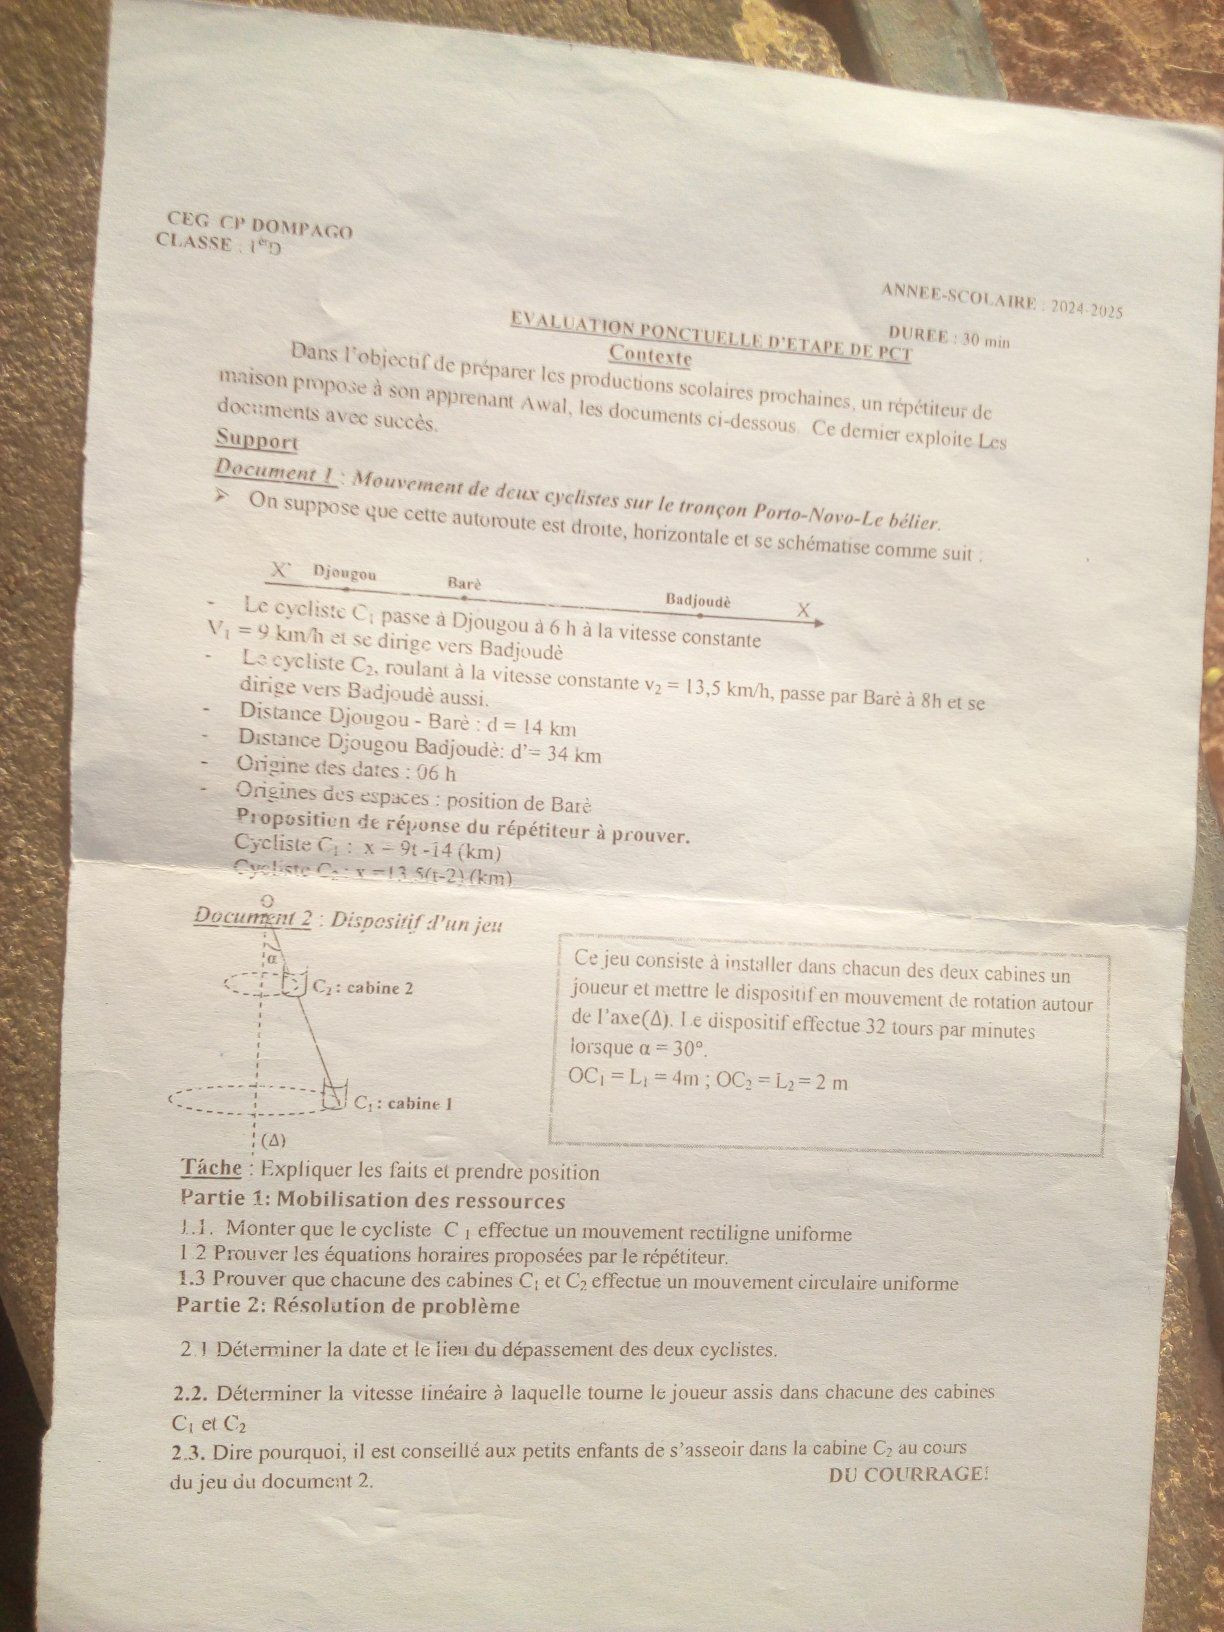 CEG CP DOMPAGO
CLASSE : 1erD
ANNEE-SCOLAIRE : 2024-2025
DUREE : 30 min
EVALUATION PONCTUELLE D'ETAPE DE PCT
Contexte
Dans l'objectif de préparer les productions scolaires prochaines, un répétiteur de
maison propose à son apprenant Awal, les documents ci-dessous. Ce dernier exploite Les
documents avec succès.
Support
Document 1 : Mouvement de deux cyclistes sur le tronçon Porto-Novo-Le bélier.
➤ On suppose que cette autoroute est droite, horizontale et se schématise comme suit :
X` Djougou Barè Badjoudè X
- Le cycliste C1 passe à Djougou à 6 h à la vitesse constante
V1 = 9 km/h et se dirige vers Badjoudè
- Le cycliste C2, roulant à la vitesse constante v2 = 13,5 km/h, passe par Barè à 8h et se
dirige vers Badjoudè aussi.
- Distance Djougou - Barè : d = 14 km
- Distance Djougou Badjoudè: d'= 34 km
- Origine des dates : 06 h
- Origines des espaces : position de Barè
Proposition de réponse du répétiteur à prouver.
Cycliste C1 : x = 9t -14 (km)
Cycliste C2 : x =13,5(t-2) (km)
Document 2 : Dispositif d'un jeu
O
α
C2 : cabine 2
C1 : cabine 1
(Δ)
Ce jeu consiste à installer dans chacun des deux cabines un
joueur et mettre le dispositif en mouvement de rotation autour
de l'axe(Δ). Le dispositif effectue 32 tours par minutes
lorsque α = 30°.
OC1 = L1 = 4m ; OC2 = L2 = 2 m
Tâche : Expliquer les faits et prendre position
Partie 1: Mobilisation des ressources
1.1. Monter que le cycliste C 1 effectue un mouvement rectiligne uniforme
1.2 Prouver les équations horaires proposées par le répétiteur.
1.3 Prouver que chacune des cabines C1 et C2 effectue un mouvement circulaire uniforme
Partie 2: Résolution de problème
2.1 Déterminer la date et le lieu du dépassement des deux cyclistes.
2.2. Déterminer la vitesse linéaire à laquelle tourne le joueur assis dans chacune des cabines
C1 et C2
2.3. Dire pourquoi, il est conseillé aux petits enfants de s'asseoir dans la cabine C2 au cours
du jeu du document 2.
DU COURRAGE!